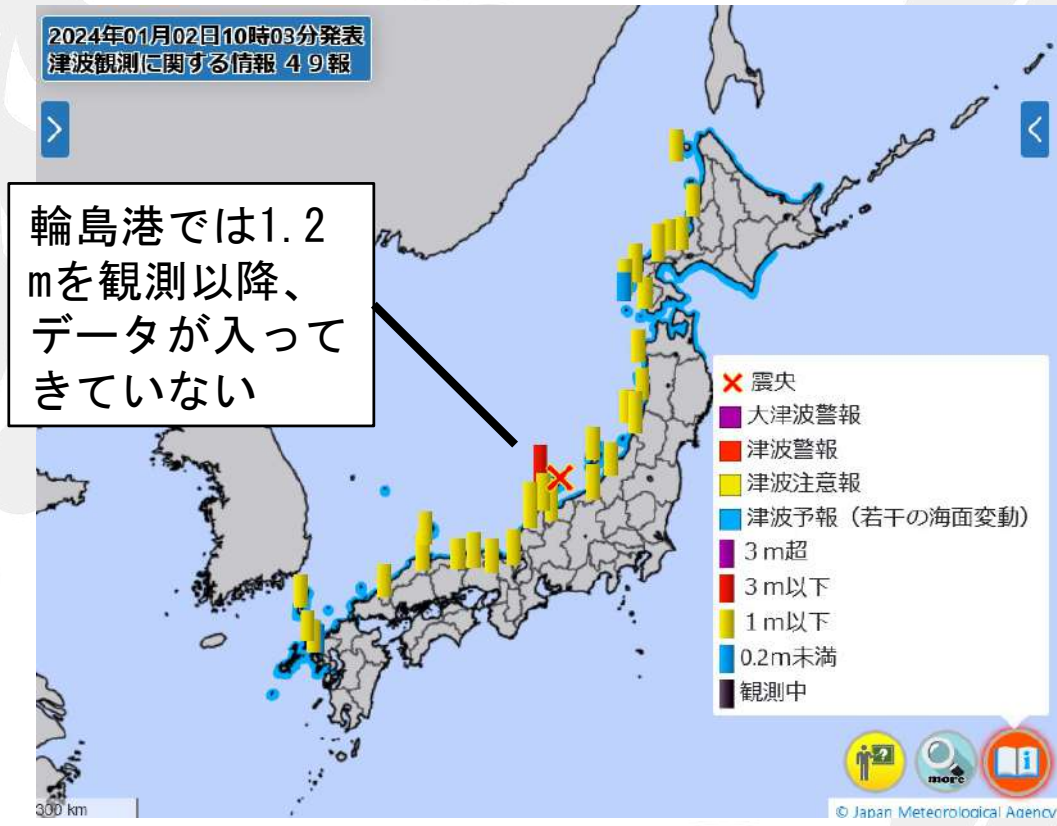 2024年01月02日10時03分発表
津波観測に関する情報 49報
輪島港では1.2
mを観測以降、
データが入って
きていない
震央
大津波警報
津波警報
津波注意報
津波予報（若干の海面変動）
3m超
3m以下
1m以下
0.2m未満
観測中
?
more
i
300 km
© Japan Meteorological Agency